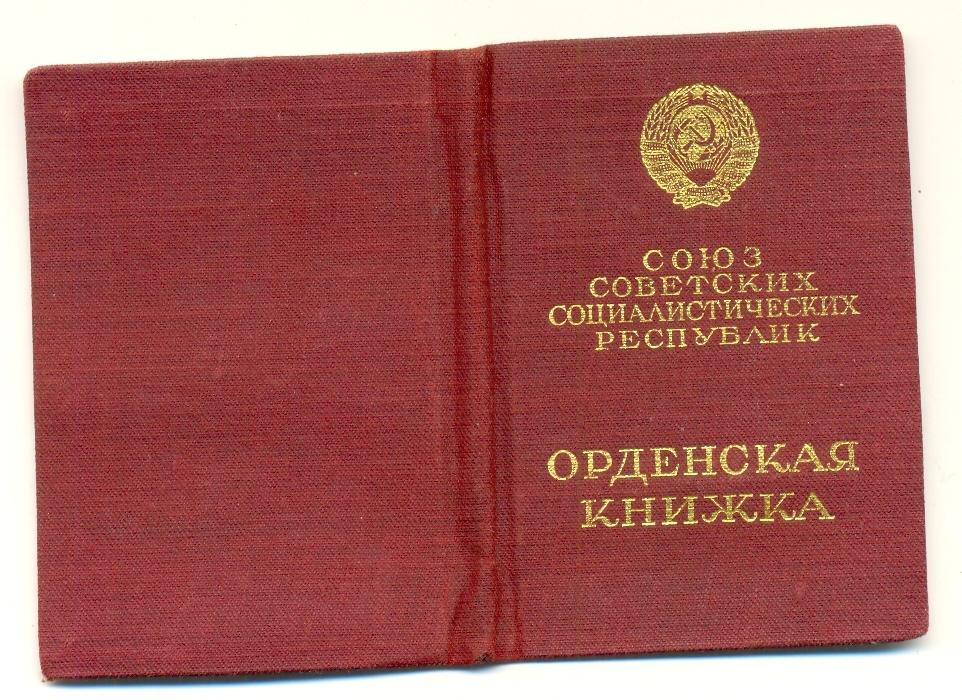 СОЮЗ
СОВЕТСКИХ
СОЦИАЛИСТИЧЕСКИХ
РЕСПУБЛИК
ОРДЕНСКАЯ
КНИЖКА